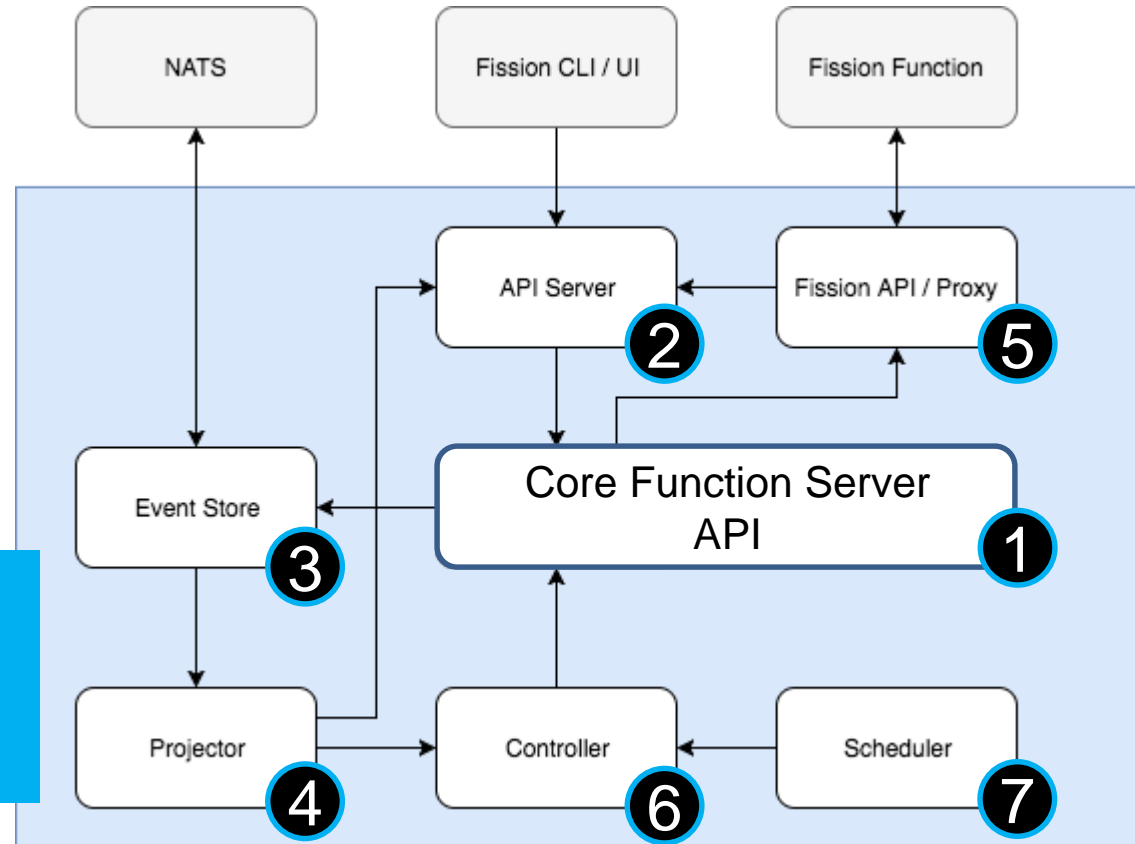 NATS
Fission CLI / UI
Fission Function
API Server
2
Fission API / Proxy
5
Event Store
3
Core Function Server
API
1
Projector
4
Controller
6
Scheduler
7